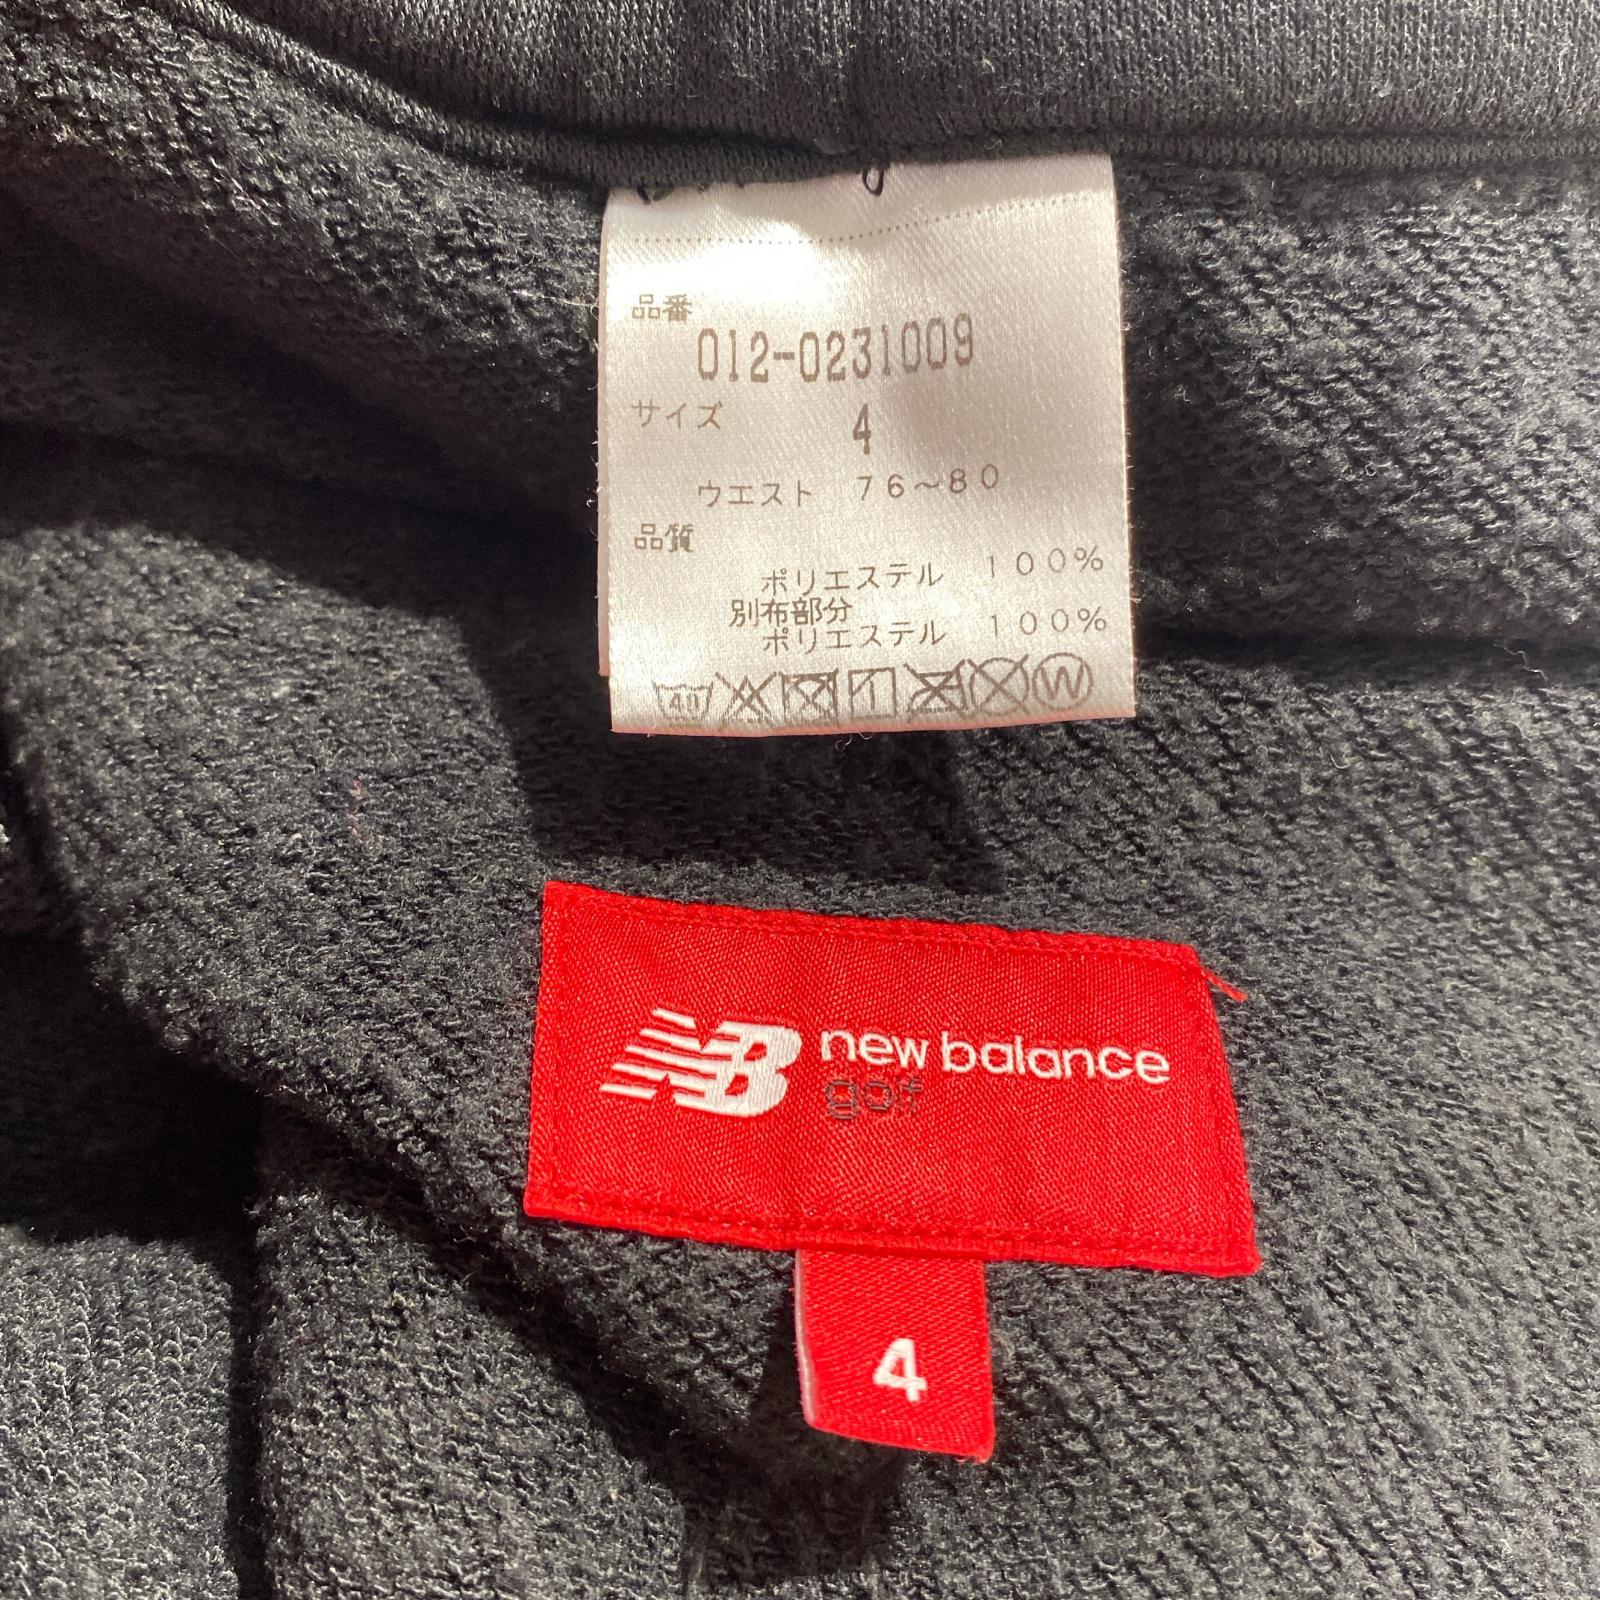 品番
012-0231009
サイズ 4
ウエスト 76~80
品質
ポリエステル 100%
別布部分
ポリエステル 100%
40 W
NB new balance
golf
4